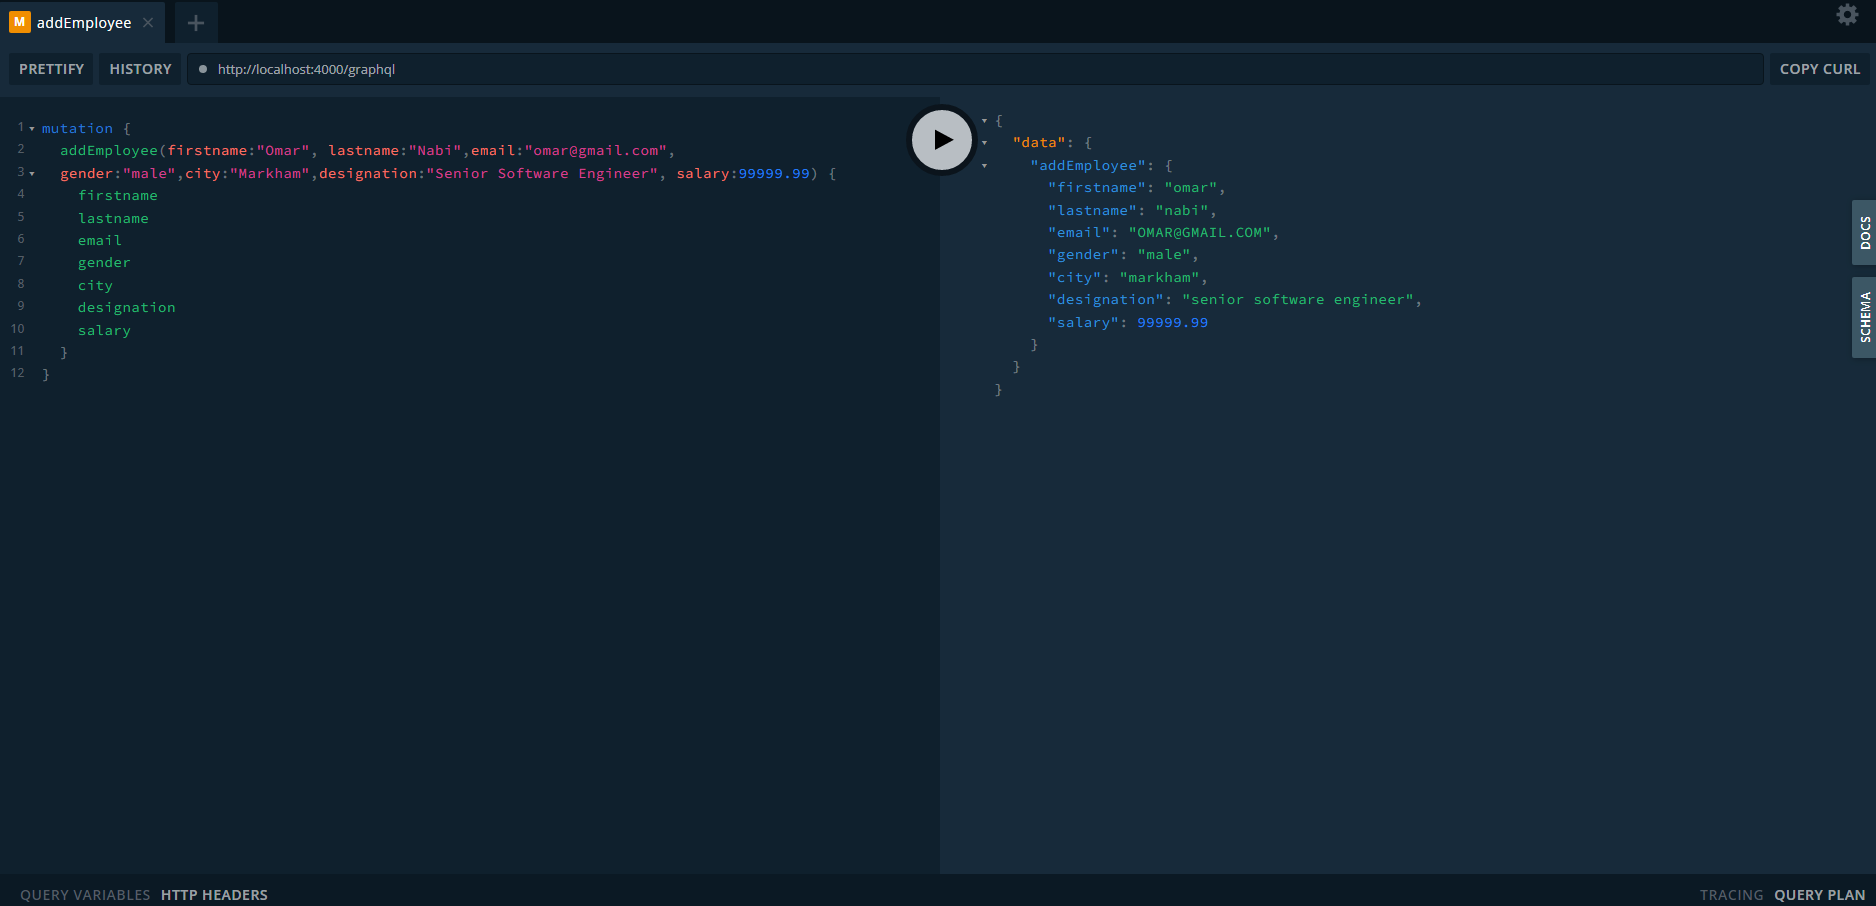 M addEmployee
PRETTIFY HISTORY http://localhost:4000/graphql COPY CURL
1 mutation {
2 addEmployee(firstname:"Omar", lastname:"Nabi",email:"omar@gmail.com",
3 gender:"male",city:"Markham",designation:"Senior Software Engineer", salary:99999.99) {
4 firstname
5 lastname
6 email
7 gender
8 city
9 designation
10 salary
11 }
12 }
{
"data": {
"addEmployee": {
"firstname": "omar",
"lastname": "nabi",
"email": "OMAR@GMAIL.COM",
"gender": "male",
"city": "markham",
"designation": "senior software engineer",
"salary": 99999.99
}
}
}
DOCS
SCHEMA
QUERY VARIABLES HTTP HEADERS
TRACING QUERY PLAN